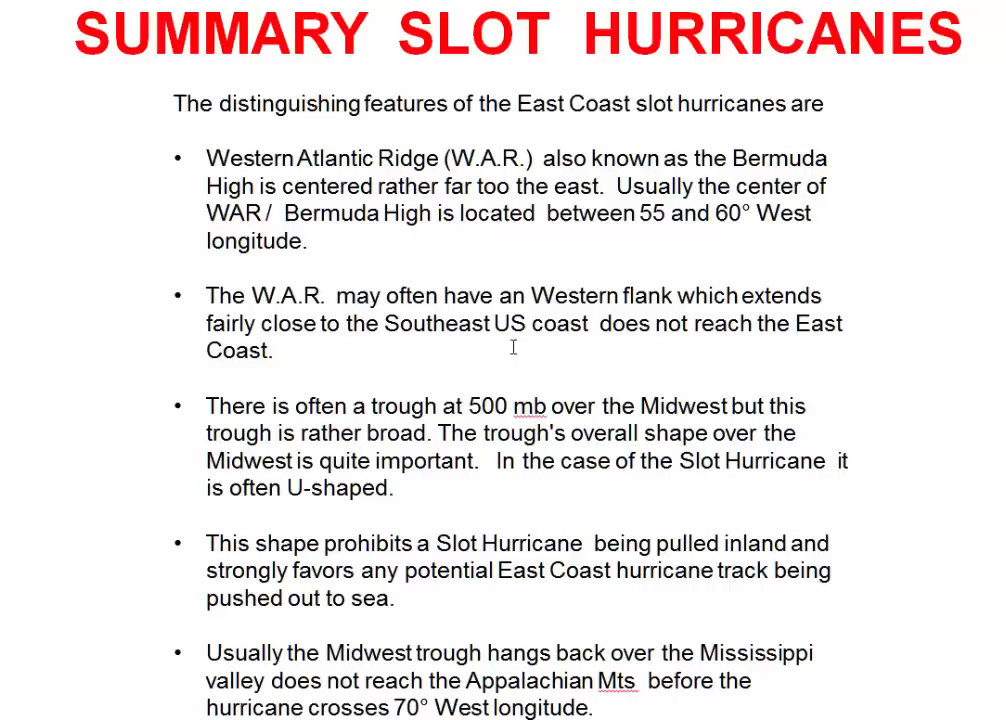 SUMMARY SLOT HURRICANES
The distinguishing features of the East Coast slot hurricanes are
• Western Atlantic Ridge (W.A.R.) also known as the Bermuda
High is centered rather far too the east. Usually the center of
WAR / Bermuda High is located between 55 and 60° West
longitude.
• The W.A.R. may often have an Western flank which extends
fairly close to the Southeast US coast does not reach the East
Coast.
• There is often a trough at 500 mb over the Midwest but this
trough is rather broad. The trough's overall shape over the
Midwest is quite important. In the case of the Slot Hurricane it
is often U-shaped.
• This shape prohibits a Slot Hurricane being pulled inland and
strongly favors any potential East Coast hurricane track being
pushed out to sea.
• Usually the Midwest trough hangs back over the Mississippi
valley does not reach the Appalachian Mts before the
hurricane crosses 70° West longitude.